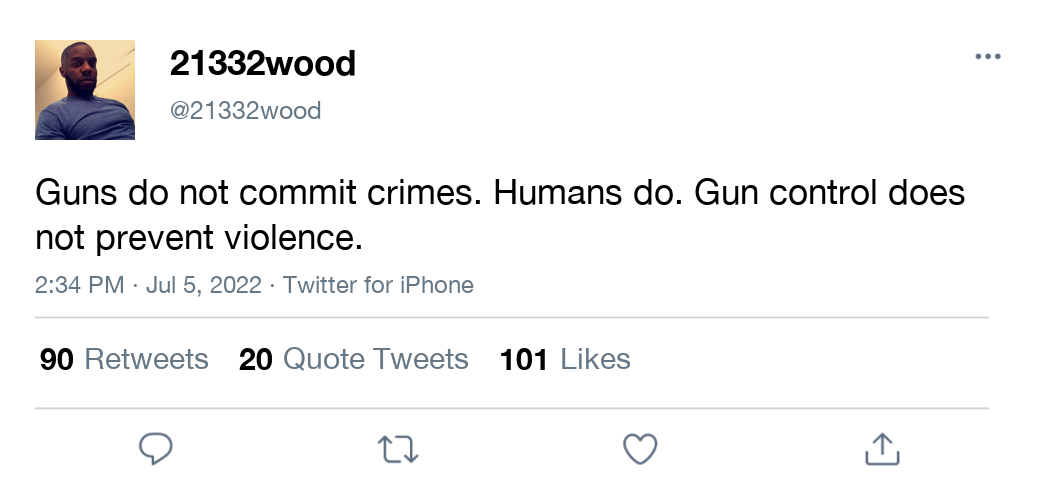 21332wood
@21332wood
Guns do not commit crimes. Humans do. Gun control does
not prevent violence.
2:34 PM · Jul 5, 2022 · Twitter for iPhone
90 Retweets 20 Quote Tweets 101 Likes